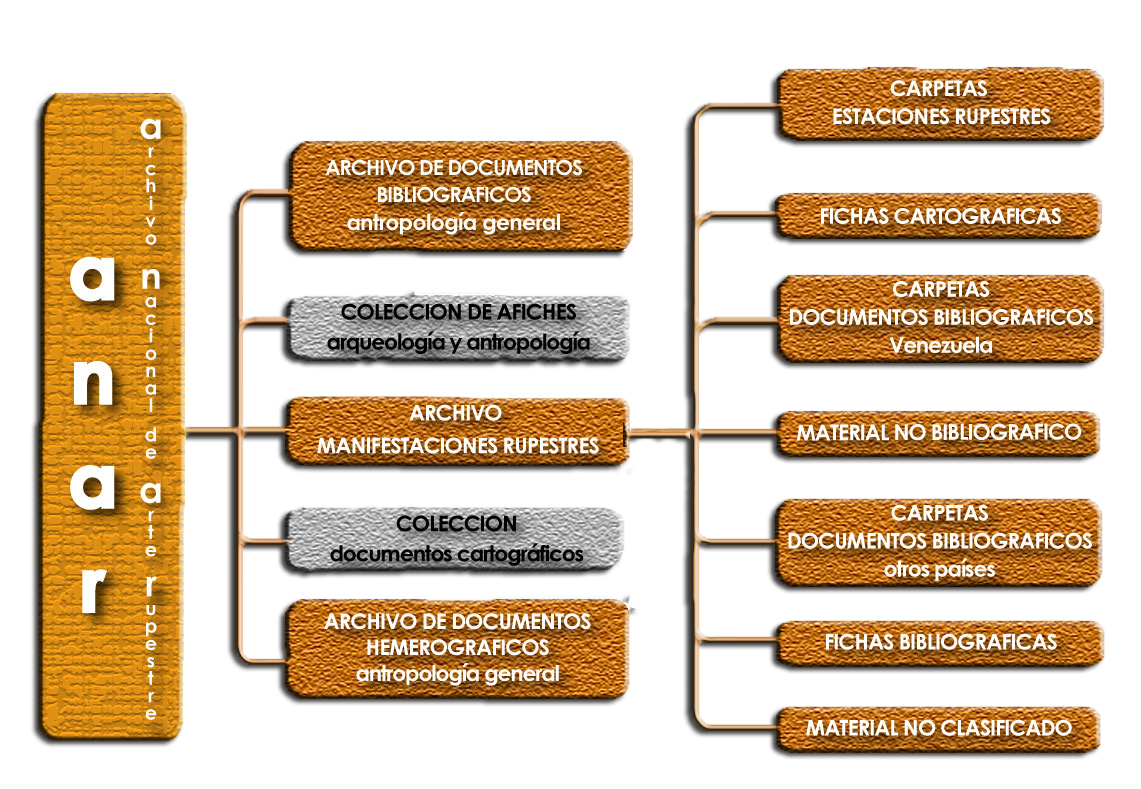 anar
archivo nacional de arte rupestre
ARCHIVO DE DOCUMENTOS
BIBLIOGRAFICOS
antropología general
COLECCION DE AFICHES
arqueología y antropología
ARCHIVO
MANIFESTACIONES RUPESTRES
COLECCION
documentos cartográficos
ARCHIVO DE DOCUMENTOS
HEMEROGRAFICOS
antropología general
CARPETAS
ESTACIONES RUPESTRES
FICHAS CARTOGRAFICAS
CARPETAS
DOCUMENTOS BIBLIOGRAFICOS
Venezuela
MATERIAL NO BIBLIOGRAFICO
CARPETAS
DOCUMENTOS BIBLIOGRAFICOS
otros países
FICHAS BIBLIOGRAFICAS
MATERIAL NO CLASIFICADO